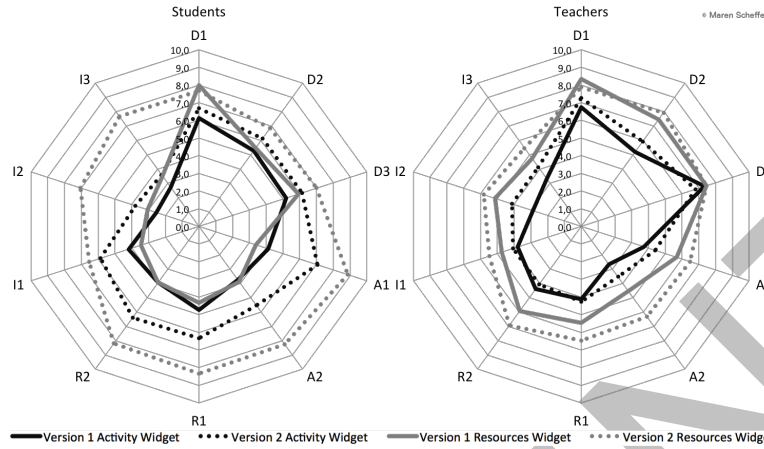 Students
Teachers
© Maren Scheffe
D1
D2
D3
A1
A2
R1
R2
I1
I2
I3
10,0
9,0
8,0
7,0
6,0
5,0
4,0
3,0
2,0
1,0
0,0
D1
D2
D
A
A2
R1
R2
I1
I2
I3
10,0
9,0
8,0
7,0
6,0
5,0
4,0
3,0
2,0
1,0
0,0
Version 1 Activity Widget
Version 2 Activity Widget
Version 1 Resources Widget
Version 2 Resources Widg